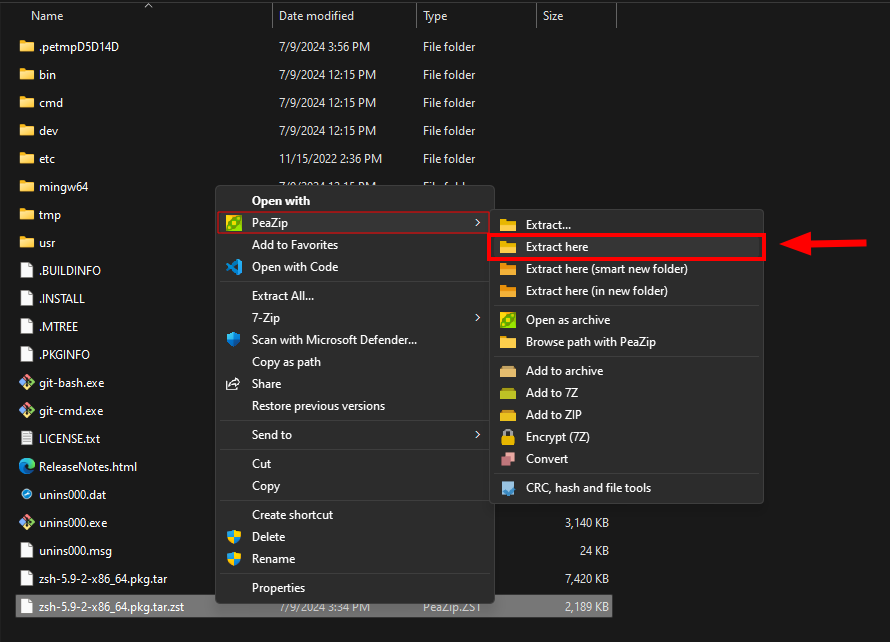 Name Date modified Type Size
.petmpD5D14D 7/9/2024 3:56 PM File folder
bin 7/9/2024 12:15 PM File folder
cmd 7/9/2024 12:15 PM File folder
dev 7/9/2024 12:15 PM File folder
etc 11/15/2022 2:36 PM File folder
mingw64 7/9/2024 12:15 PM File folder
tmp
usr
.BUILDINFO
.INSTALL
.MTREE
.PKGINFO
git-bash.exe
git-cmd.exe
LICENSE.txt
ReleaseNotes.html
unins000.dat
unins000.exe 3,140 KB
unins000.msg 24 KB
zsh-5.9-2-x86_64.pkg.tar 7,420 KB
zsh-5.9-2-x86_64.pkg.tar.zst 7/9/2024 3:34 PM PeaZip.ZST 2,189 KB
Open with
PeaZip
Add to Favorites
Open with Code
Extract All...
7-Zip
Scan with Microsoft Defender...
Copy as path
Share
Restore previous versions
Send to
Cut
Copy
Create shortcut
Delete
Rename
Properties
Extract...
Extract here
Extract here (smart new folder)
Extract here (in new folder)
Open as archive
Browse path with PeaZip
Add to archive
Add to 7Z
Add to ZIP
Encrypt (7Z)
Convert
CRC, hash and file tools